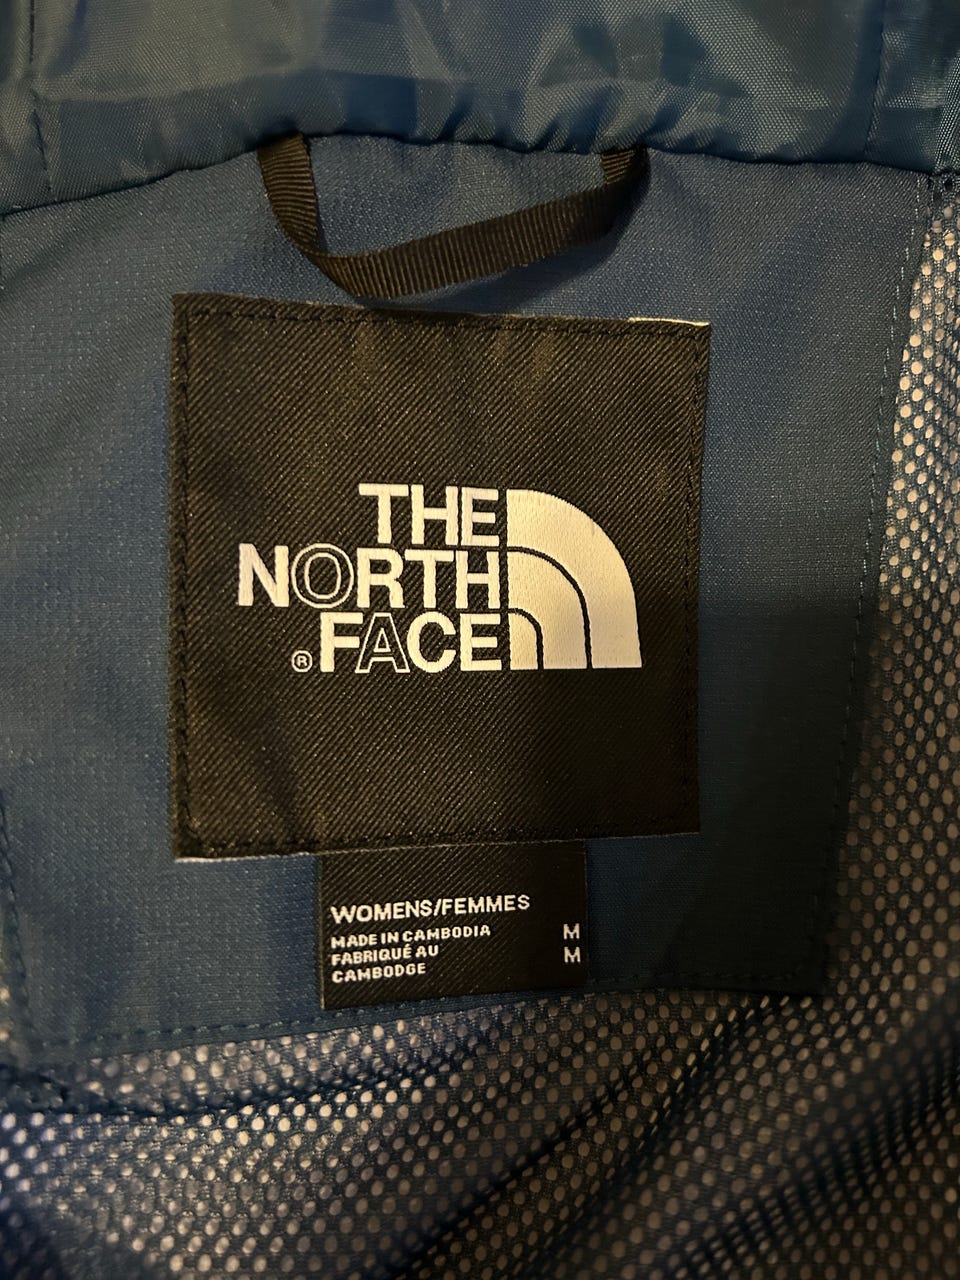 THE
NORTH
® FACE
WOMENS/FEMMES
MADE IN CAMBODIA M
FABRIQUÉ AU M
CAMBODGE